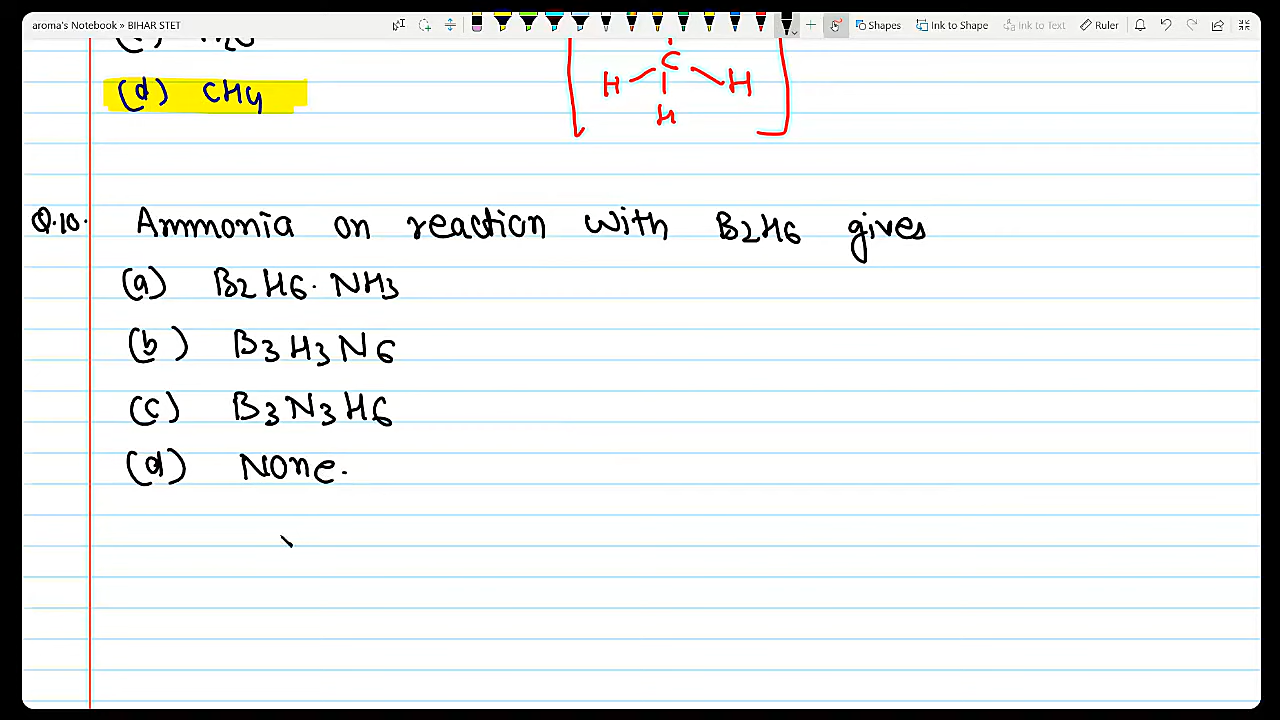 aroma's Notebook » BIHAR STET
Shapes Ink to Shape Ink to Text Ruler
(d) CH4
C
H H
H
Q.10. Ammonia on reaction with B2H6 gives
(a) B2H6. NH3
(b) B3H3N6
(c) B3N3H6
(d) None.